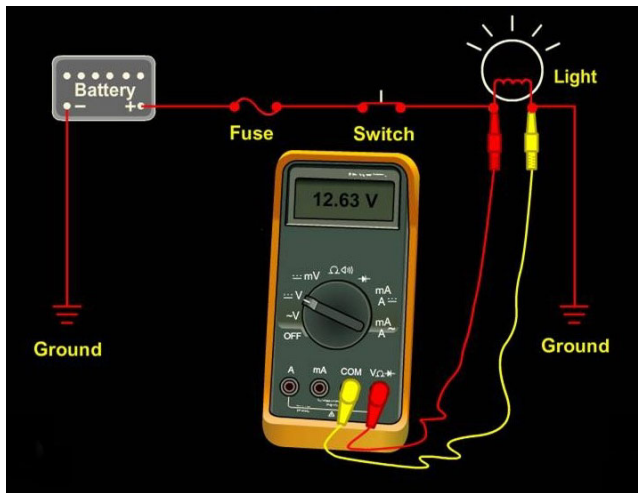 Battery
− +
Light
Fuse
Switch
12.63 V
Ω
mV
V
~V
OFF
mA
A
mA
A
A mA COM VΩ
Ground
Ground